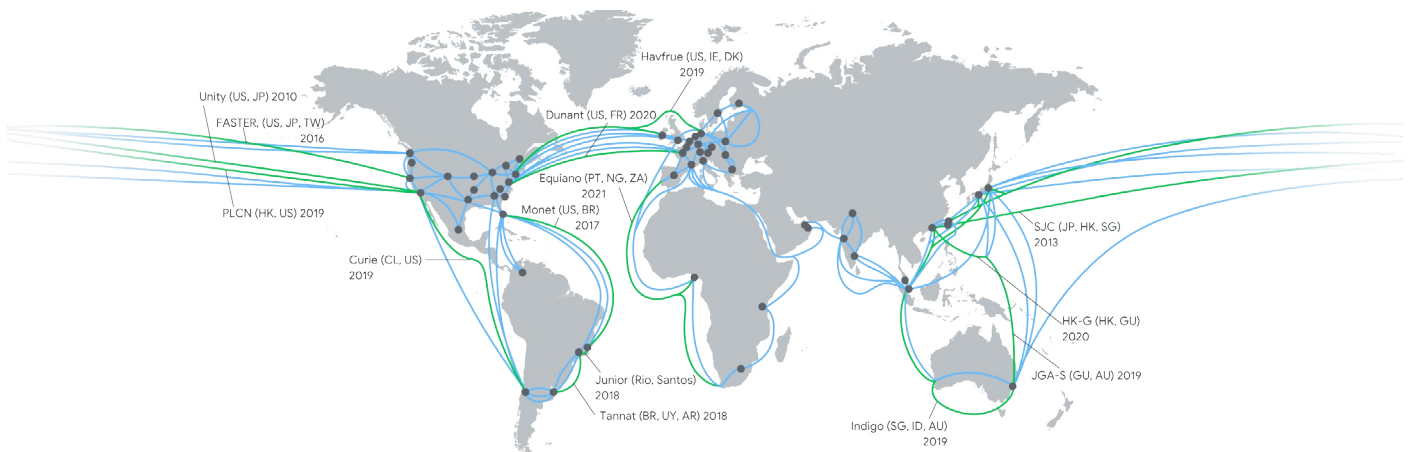 Havfrue (US, IE, DK)
2019
Unity (US, JP) 2010
FASTER, (US, JP, TW)
2016
Dunant (US, FR) 2020
Equiano (PT, NG, ZA)
2021
PLCN (HK, US) 2019
Monet (US, BR)
2017
SJC (JP, HK, SG)
2013
Curie (CL, US)
2019
HK-G (HK, GU)
2020
JGA-S (GU, AU) 2019
Junior (Rio, Santos)
2018
Tannat (BR, UY, AR) 2018
Indigo (SG, ID, AU)
2019